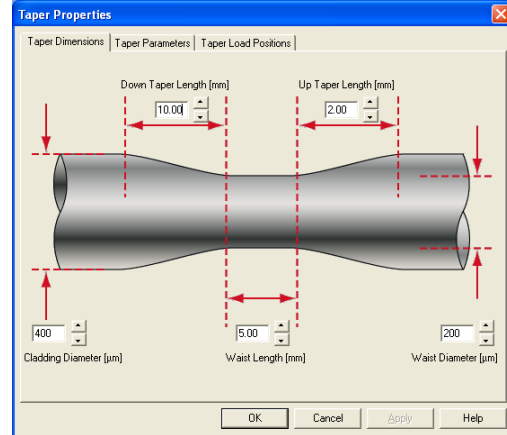 Taper Properties
Taper Dimensions Taper Parameters Taper Load Positions
Down Taper Length [mm] Up Taper Length [mm]
10.00 2.00
400 5.00 200
Cladding Diameter [µm] Waist Length [mm] Waist Diameter [µm]
OK Cancel Apply Help